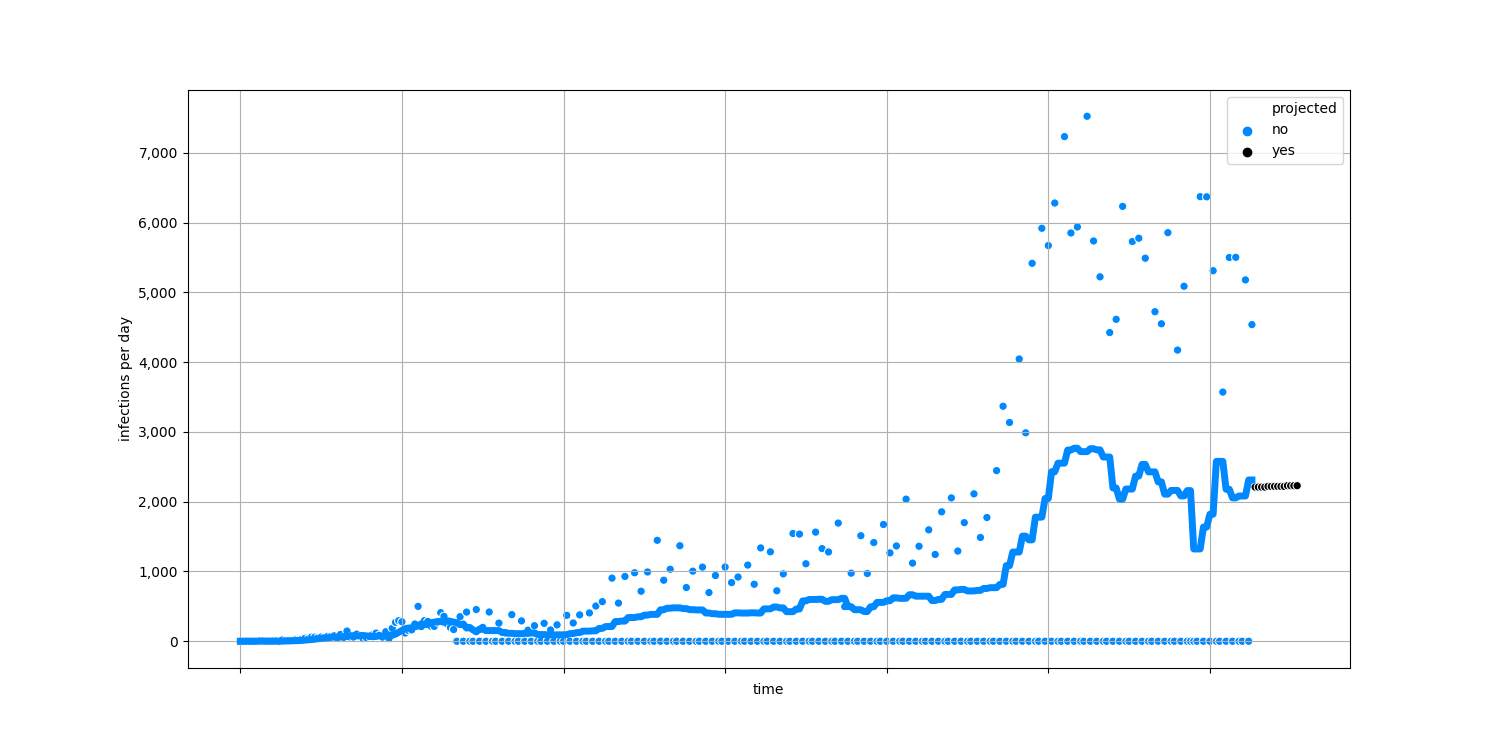 projected
no
yes
7,000
6,000
5,000
4,000
3,000
2,000
1,000
0
infections per day
time